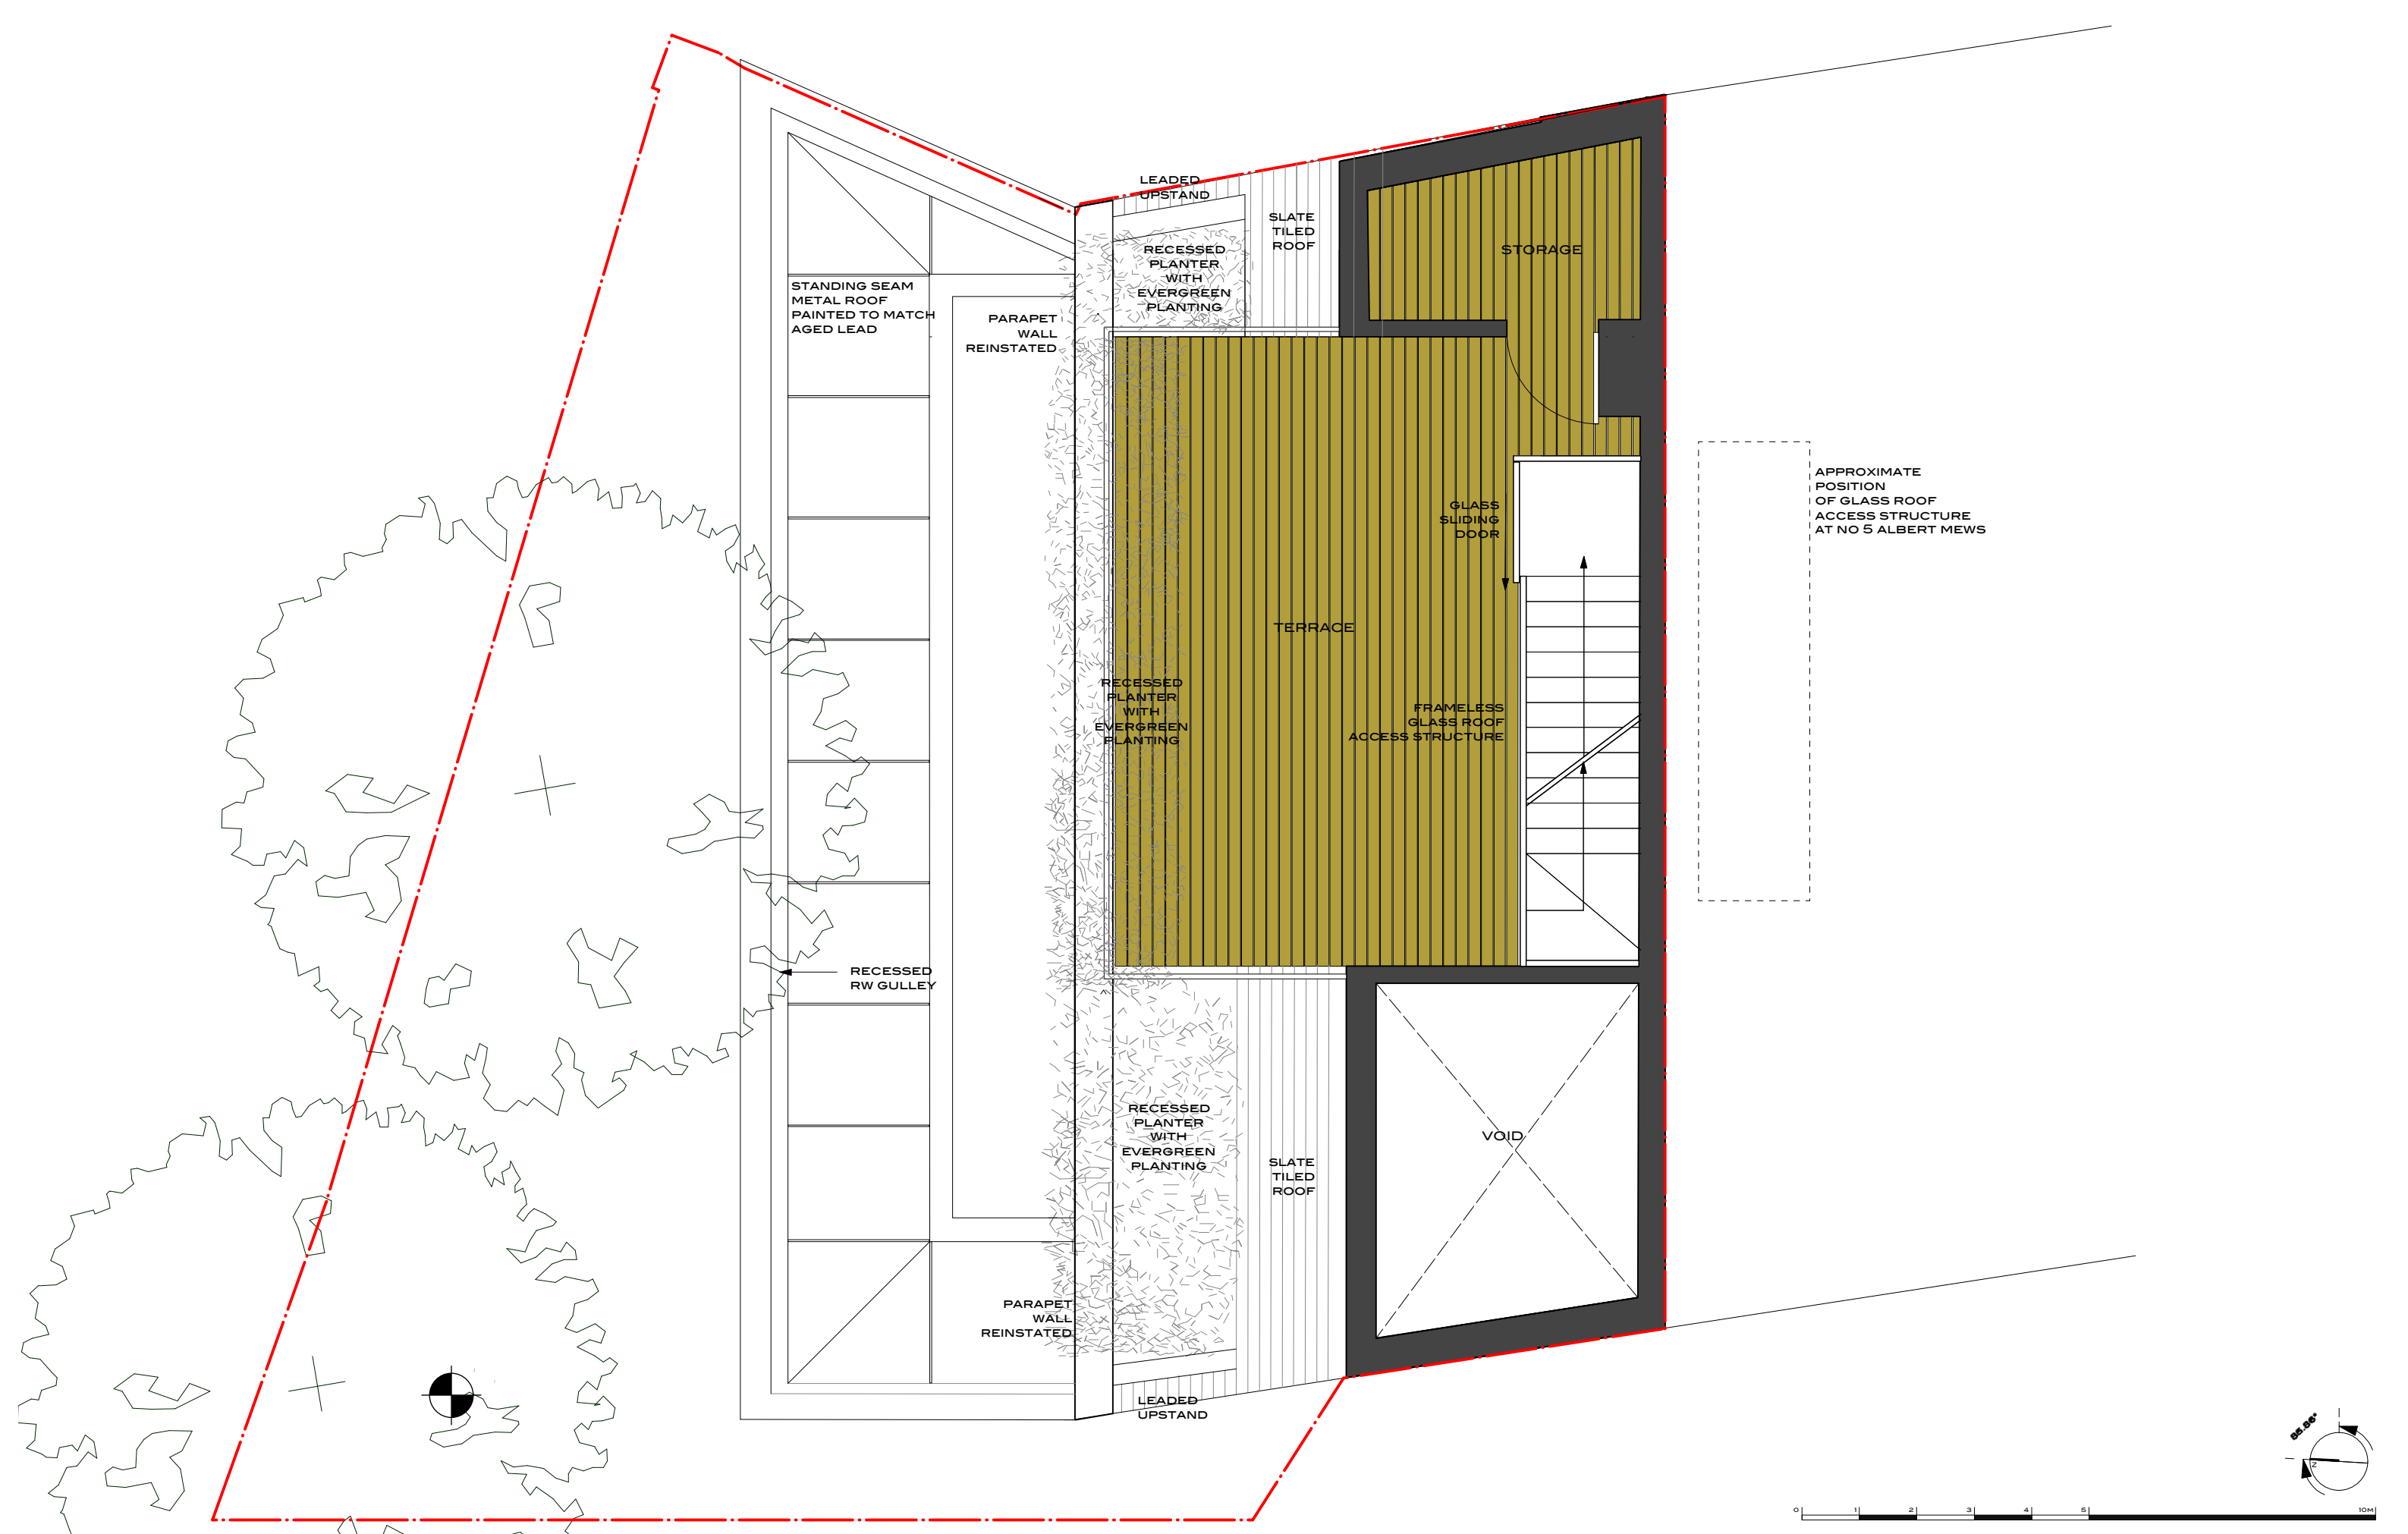 LEADED
UPSTAND
SLATE
TILED
ROOF
RECESSED
PLANTER
WITH
EVERGREEN
PLANTING
STORAGE
STANDING SEAM
METAL ROOF
PAINTED TO MATCH
AGED LEAD
PARAPET
WALL
REINSTATED
APPROXIMATE
POSITION
OF GLASS ROOF
ACCESS STRUCTURE
AT NO 5 ALBERT MEWS
GLASS
SLIDING
DOOR
TERRACE
RECESSED
PLANTER
WITH
EVERGREEN
PLANTING
FRAMELESS
GLASS ROOF
ACCESS STRUCTURE
RECESSED
RW GULLEY
RECESSED
PLANTER
WITH
EVERGREEN
PLANTING
VOID
SLATE
TILED
ROOF
PARAPET
WALL
REINSTATED
LEADED
UPSTAND
85.86°
N
0 1 2 3 4 5 10M